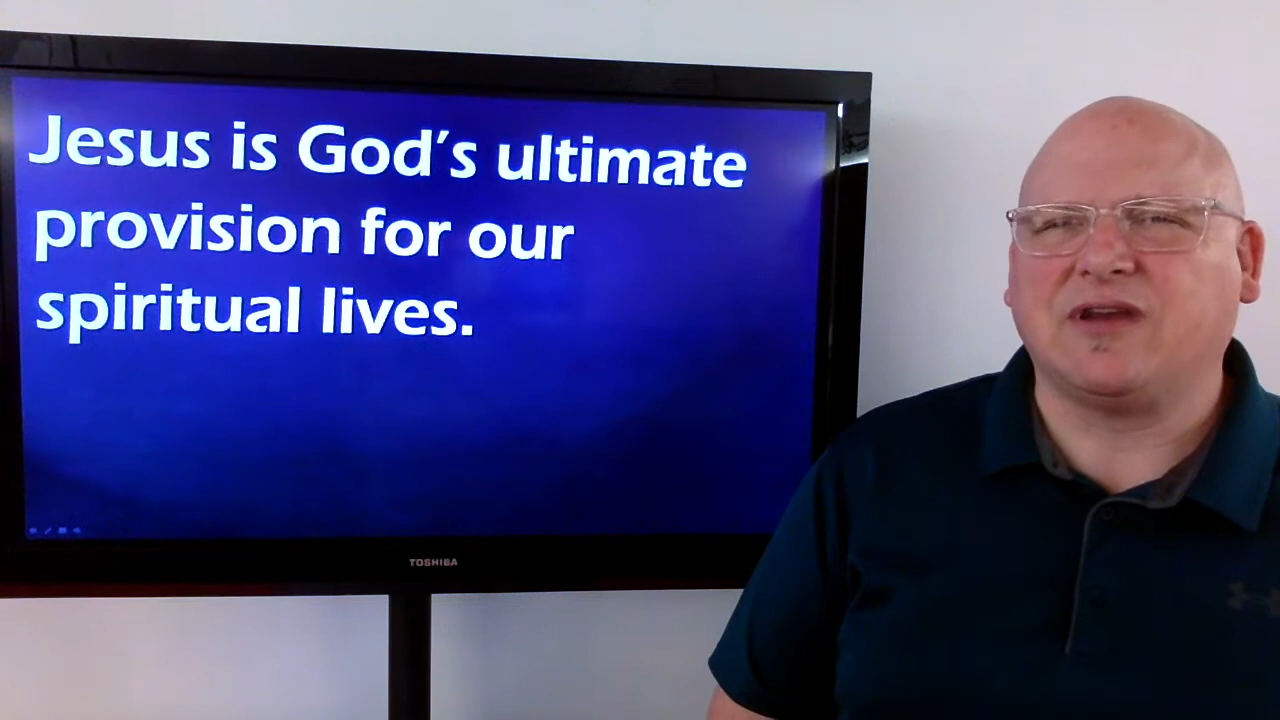 Jesus is God's ultimate
provision for our
spiritual lives.
TOSHIBA